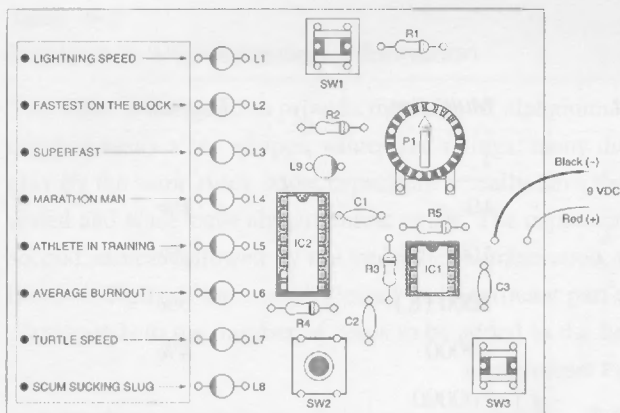 LIGHTNING SPEED L1
FASTEST ON THE BLOCK L2
SUPERFAST L3
MARATHON MAN L4
ATHLETE IN TRAINING L5
AVERAGE BURNOUT L6
TURTLE SPEED L7
SCUM SUCKING SLUG L8
SW1
R1
R2
P1
L9
C1
R5
IC2
R3
IC1
C3
R4
C2
SW2
SW3
Black (-)
9 VDC
Red (+)